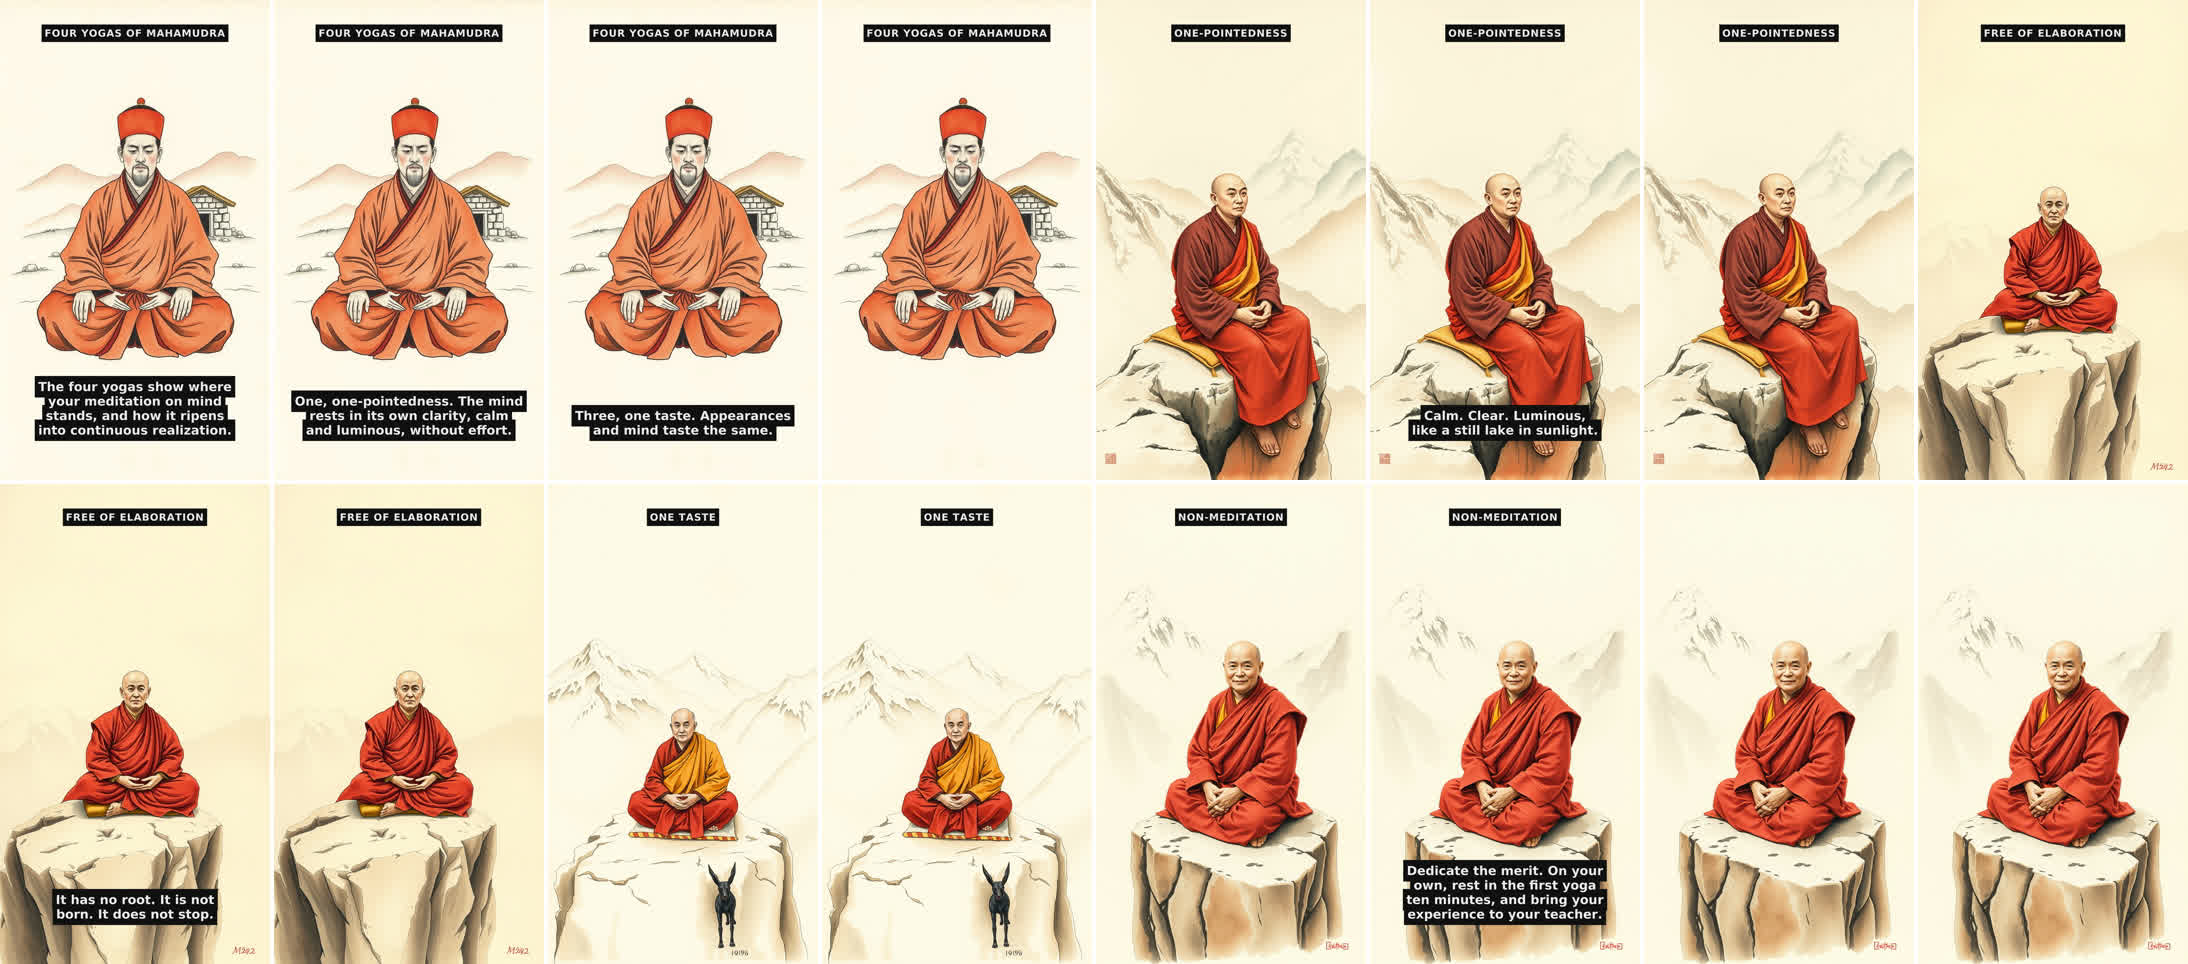 FOUR YOGAS OF MAHAMUDRA
The four yogas show where
your meditation on mind
stands, and how it ripens
into continuous realization.
FOUR YOGAS OF MAHAMUDRA
One, one-pointedness. The mind
rests in its own clarity, calm
and luminous, without effort.
FOUR YOGAS OF MAHAMUDRA
Three, one taste. Appearances
and mind taste the same.
FOUR YOGAS OF MAHAMUDRA
ONE-POINTEDNESS
ONE-POINTEDNESS
Calm. Clear. Luminous,
like a still lake in sunlight.
ONE-POINTEDNESS
FREE OF ELABORATION
FREE OF ELABORATION
It has no root. It is not
born. It does not stop.
FREE OF ELABORATION
ONE TASTE
ONE TASTE
NON-MEDITATION
NON-MEDITATION
Dedicate the merit. On your
own, rest in the first yoga
ten minutes, and bring your
experience to your teacher.